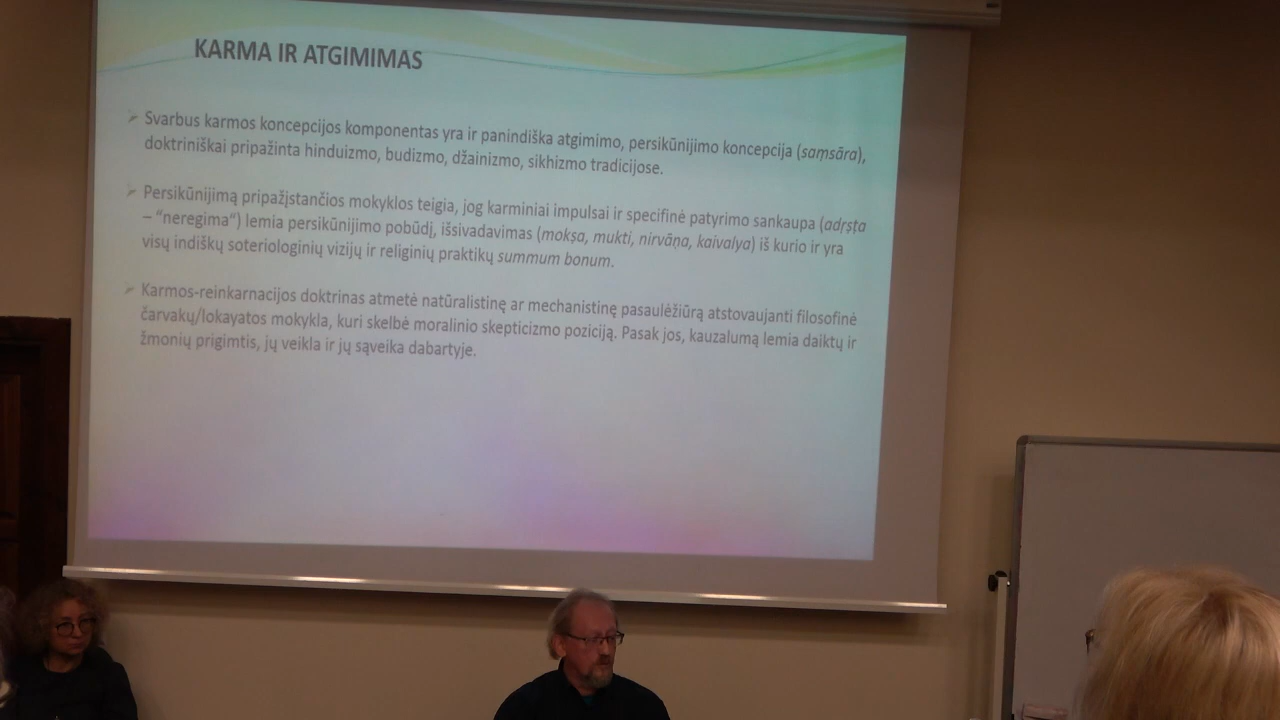 KARMA IR ATGIMIMAS
➢ Svarbus karmos koncepcijos komponentas yra ir panindiška atgimimo, persikūnijimo koncepcija (saṃsāra),
doktriniškai pripažinta hinduizmo, budizmo, džainizmo, sikhizmo tradicijose.
➢ Persikūnijimą pripažįstančios mokyklos teigia, jog karminiai impulsai ir specifinė patyrimo sankaupa (adṛṣṭa
– “neregima“) lemia persikūnijimo pobūdį, išsivadavimas (mokṣa, mukti, nirvāṇa, kaivalya) iš kurio ir yra
visų indiškų soteriologinių vizijų ir religinių praktikų summum bonum.
➢ Karmos-reinkarnacijos doktrinas atmetė natūralistinę ar mechanistinę pasaulėžiūrą atstovaujanti filosofinė
čarvakų/lokayatos mokykla, kuri skelbė moralinio skepticizmo poziciją. Pasak jos, kauzalumą lemia daiktų ir
žmonių prigimtis, jų veikla ir jų sąveika dabartyje.